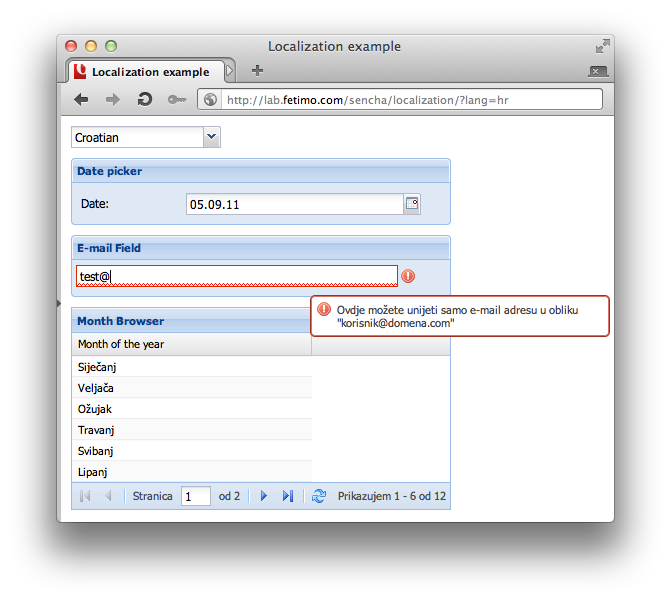 Localization example
Localization example
http://lab.fetimo.com/sencha/localization/?lang=hr
Croatian
Date picker
Date:
05.09.11
E-mail Field
test@
Ovdje možete unijeti samo e-mail adresu u obliku
"korisnik@domena.com"
Month Browser
Month of the year
Siječanj
Veljača
Ožujak
Travanj
Svibanj
Lipanj
Stranica 1 od 2 Prikazujem 1 - 6 od 12